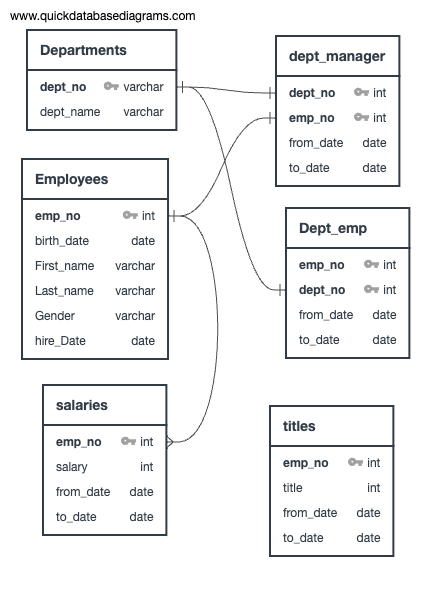 www.quickdatabasediagrams.com
Departments
dept_no varchar
dept_name varchar
dept_manager
dept_no int
emp_no int
from_date date
to_date date
Employees
emp_no int
birth_date date
First_name varchar
Last_name varchar
Gender varchar
hire_Date date
Dept_emp
emp_no int
dept_no int
from_date date
to_date date
salaries
emp_no int
salary int
from_date date
to_date date
titles
emp_no int
title int
from_date date
to_date date